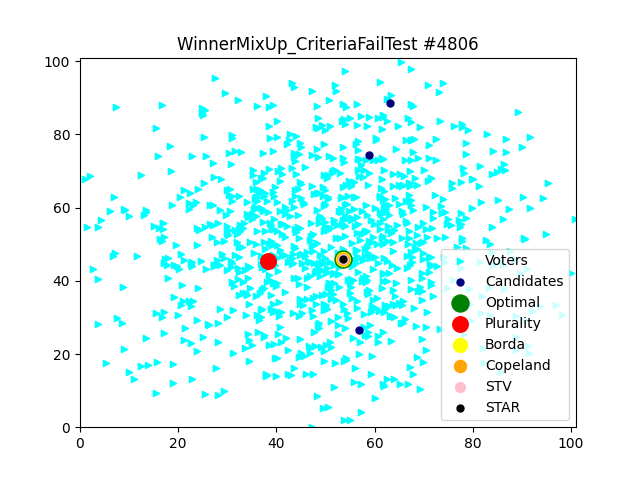 WinnerMixUp_CriteriaFailTest #4806
100
80
60
40
20
0
0 20 40 60 80 100
Voters
Candidates
Optimal
Plurality
Borda
Copeland
STV
STAR